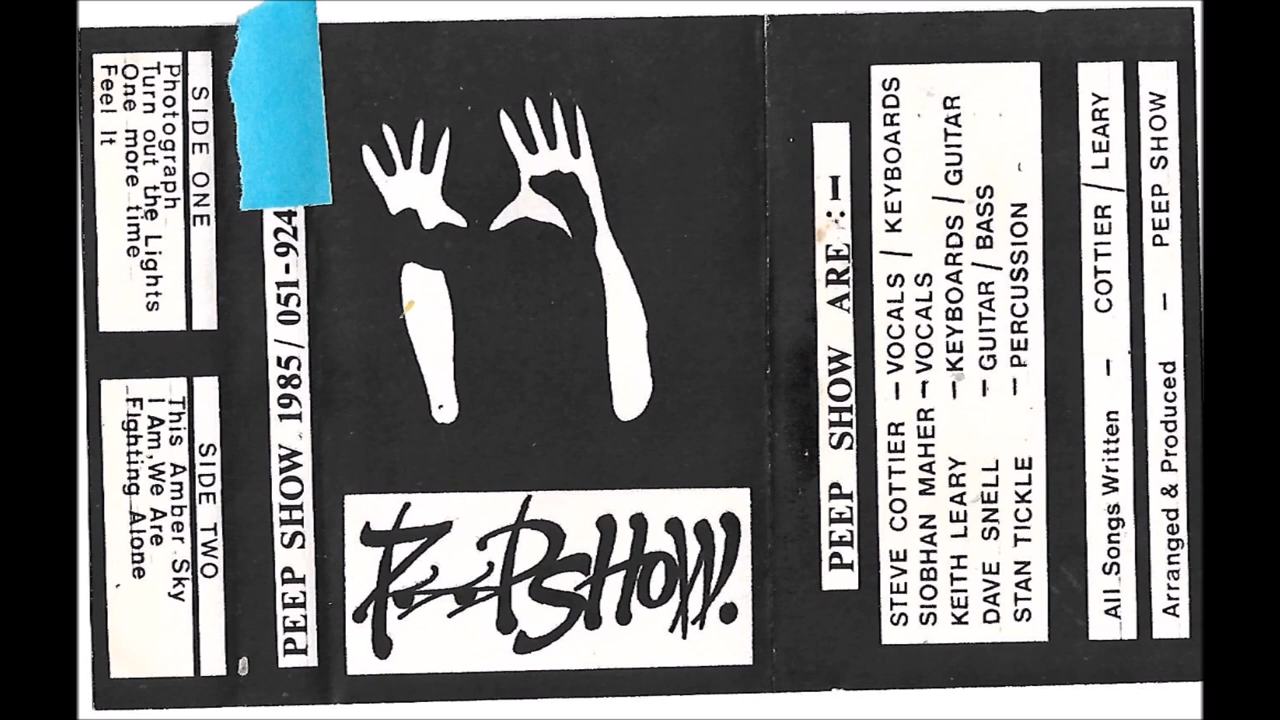 SIDE ONE
Photograph
Turn out the Lights
One more time
Feel It
SIDE TWO
This Amber Sky
I Am,We Are
Fighting Alone
PEEP SHOW 1985 / 051-924
PEEPSHOW.
PEEP SHOW ARE :-
STEVE COTTIER - VOCALS / KEYBOARDS
SIOBHAN MAHER - VOCALS
KEITH LEARY - KEYBOARDS / GUITAR
DAVE SNELL - GUITAR / BASS
STAN TICKLE - PERCUSSION
All Songs Written - COTTIER / LEARY
Arranged & Produced - PEEP SHOW